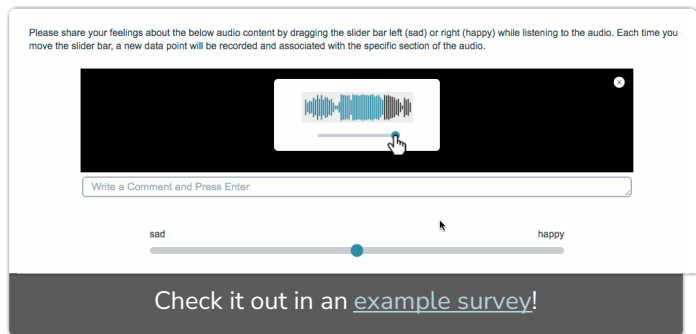 Please share your feelings about the below audio content by dragging the slider bar left (sad) or right (happy) while listening to the audio. Each time you
move the slider bar, a new data point will be recorded and associated with the specific section of the audio.
Write a Comment and Press Enter
sad happy
Check it out in an example survey!